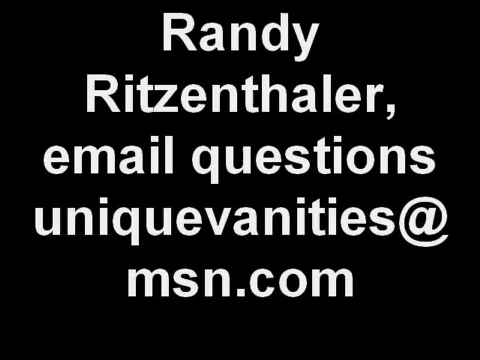 Randy
Ritzenthaler,
email questions
uniquevanities@
msn.com